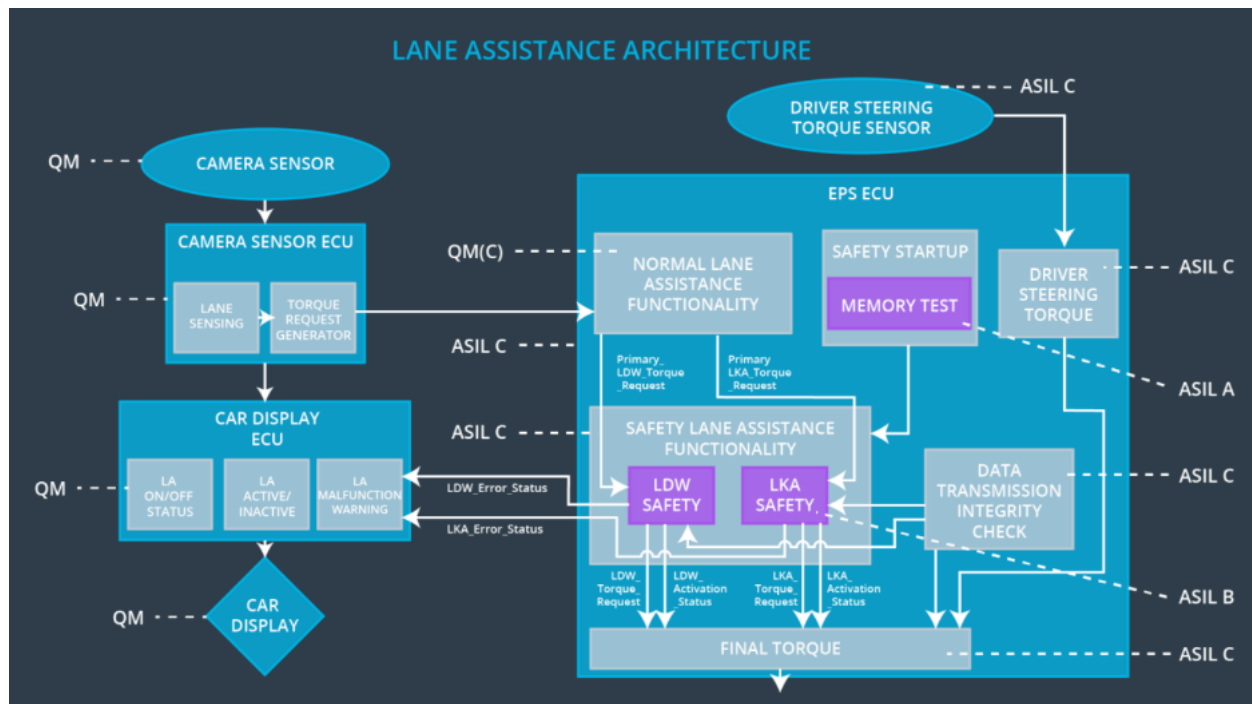 LANE ASSISTANCE ARCHITECTURE
ASIL C
DRIVER STEERING
TORQUE SENSOR
QM
CAMERA SENSOR
EPS ECU
CAMERA SENSOR ECU
QM
LANE
SENSING
TORQUE
REQUEST
GENERATOR
QM(C)
NORMAL LANE
ASSISTANCE
FUNCTIONALITY
SAFETY STARTUP
MEMORY TEST
DRIVER
STEERING
TORQUE
ASIL C
ASIL C
ASIL A
Primary_
LDW_Torque
_Request
Primary
LKA_Torque
_Request
CAR DISPLAY
ECU
QM
LA
ON/OFF
STATUS
LA
ACTIVE/
INACTIVE
LA
MALFUNCTION
WARNING
ASIL C
SAFETY LANE ASSISTANCE
FUNCTIONALITY
LDW
SAFETY
LKA
SAFETY
LDW_Error_Status
LKA_Error_Status
DATA
TRANSMISSION
INTEGRITY
CHECK
ASIL C
LDW_
Torque_
Request
LDW_
Activation
_Status
LKA_
Torque_
Request
LKA_
Activation
_Status
ASIL B
QM
CAR
DISPLAY
FINAL TORQUE
ASIL C